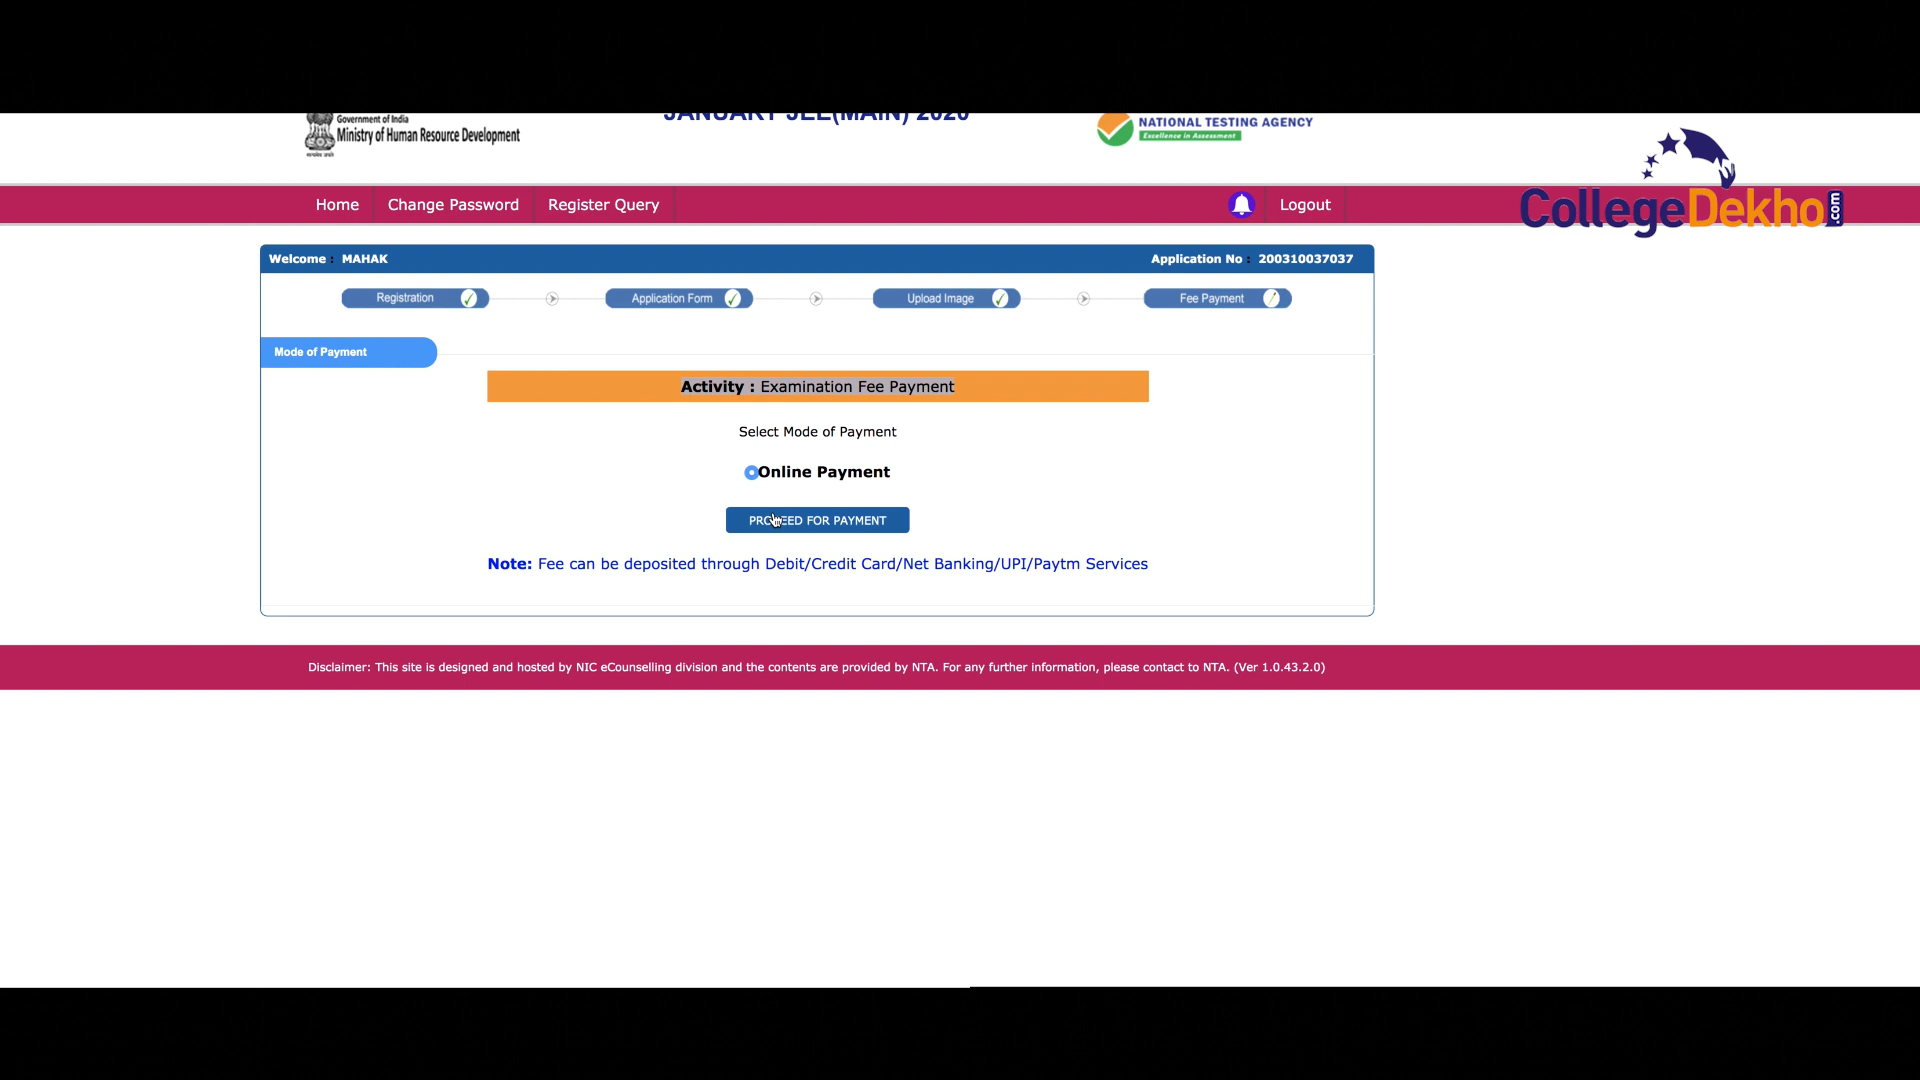 JANUARY JEE(MAIN) 2020
Government of India
Ministry of Human Resource Development
NATIONAL TESTING AGENCY
Excellence in Assessment
Home
Change Password
Register Query
Logout
CollegeDekho.com
Welcome : MAHAK
Application No : 200310037037
Registration
Application Form
Upload Image
Fee Payment
Mode of Payment
Activity : Examination Fee Payment
Select Mode of Payment
Online Payment
PROCEED FOR PAYMENT
Note: Fee can be deposited through Debit/Credit Card/Net Banking/UPI/Paytm Services
Disclaimer: This site is designed and hosted by NIC eCounselling division and the contents are provided by NTA. For any further information, please contact to NTA. (Ver 1.0.43.2.0)